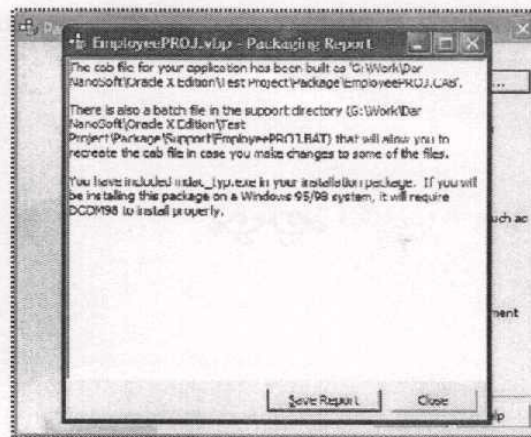 EmployeePROJ.vbp - Packaging Report
The cab file for your application has been built as 'G:\Work\Dar
NanoSoft\Oracle X Edition\Test Project\Package\EmployeePROJ.CAB'.
There is also a batch file in the support directory (G:\Work\Dar
NanoSoft\Oracle X Edition\Test
Project\Package\Support\EmployeePROJ.BAT) that will allow you to
recreate the cab file in case you make changes to some of the files.
You have included mdac_typ.exe in your installation package. If you will
be installing this package on a Windows 95/98 system, it will require
DCOM98 to install properly.
...
uch as
ment
Save Report
Close
lp